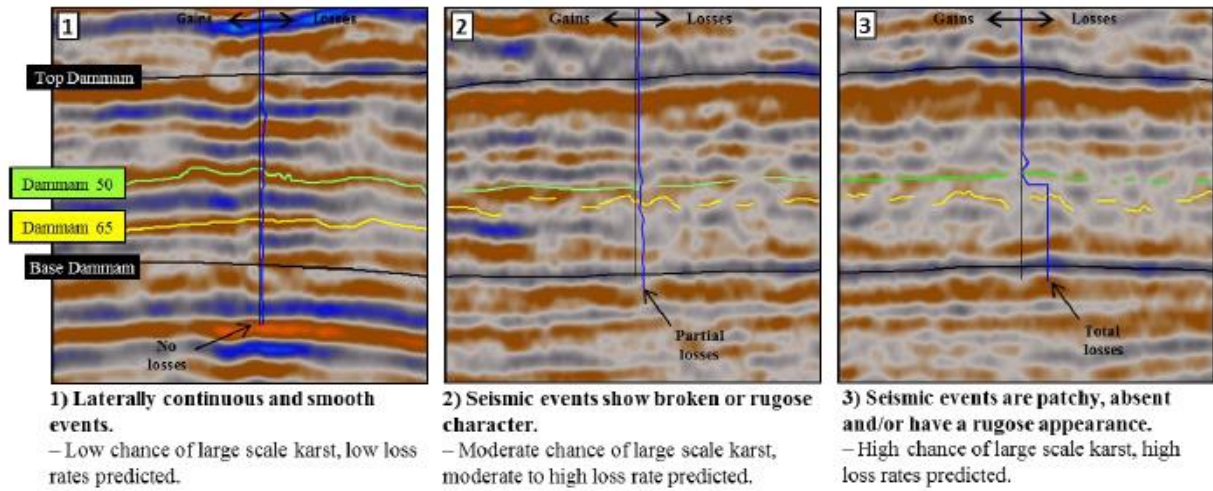 1
Gains
Losses
Top Dammam
Dammam 50
Dammam 65
Base Dammam
No
losses
1) Laterally continuous and smooth
events.
– Low chance of large scale karst, low loss
rates predicted.
2
Gains
Losses
Partial
losses
2) Seismic events show broken or rugose
character.
– Moderate chance of large scale karst,
moderate to high loss rate predicted.
3
Gains
Losses
Total
losses
3) Seismic events are patchy, absent
and/or have a rugose appearance.
– High chance of large scale karst, high
loss rates predicted.